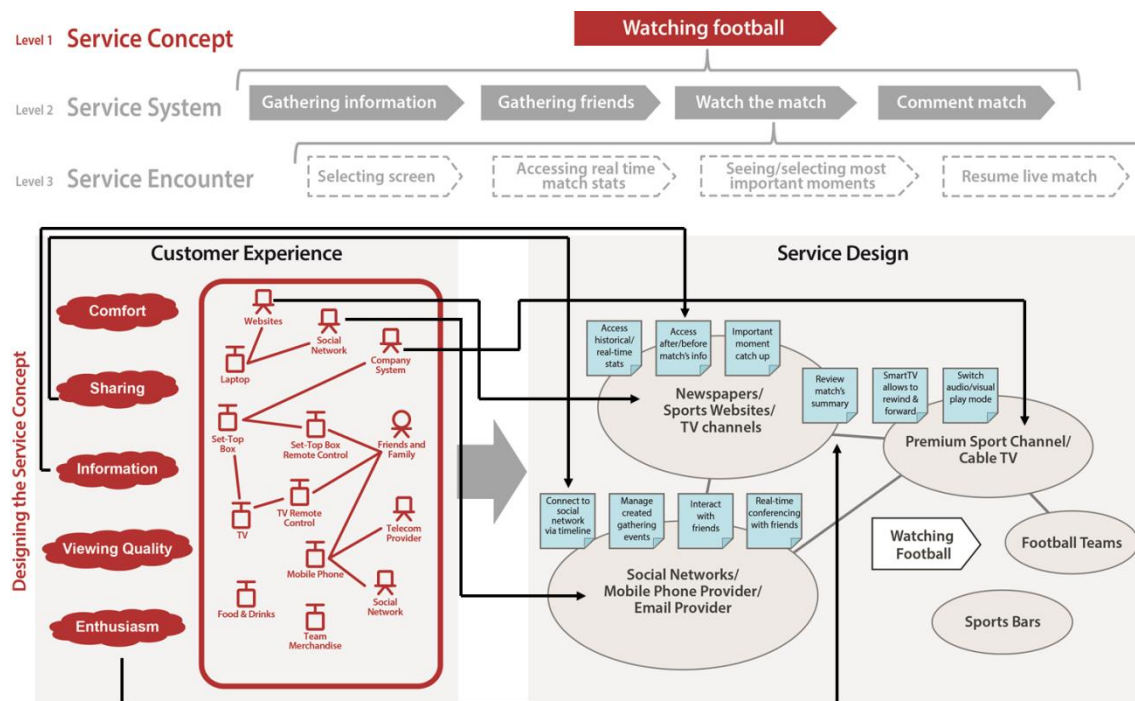 Level 1 Service Concept
Watching football
Level 2 Service System
Gathering information
Gathering friends
Watch the match
Comment match
Level 3 Service Encounter
Selecting screen
Accessing real time
match stats
Seeing/selecting most
important moments
Resume live match
Designing the Service Concept
Customer Experience
Comfort
Sharing
Information
Viewing Quality
Enthusiasm
Websites
Social
Network
Company
System
Laptop
Set-Top
Box
Set-Top Box
Remote Control
Friends and
Family
TV
TV Remote
Control
Telecom
Provider
Mobile Phone
Social
Network
Food & Drinks
Team
Merchandise
Service Design
Access
historical/
real-time
stats
Access
after/before
match's info
Important
moment
catch up
Newspapers/
Sports Websites/
TV channels
Review
match's
summary
SmartTV
allows to
rewind &
forward
Switch
audio/visual
play mode
Premium Sport Channel/
Cable TV
Connect to
social
network
via timeline
Manage
created
gathering
events
Interact
with
friends
Real-time
conferencing
with friends
Social Networks/
Mobile Phone Provider/
Email Provider
Watching
Football
Football Teams
Sports Bars